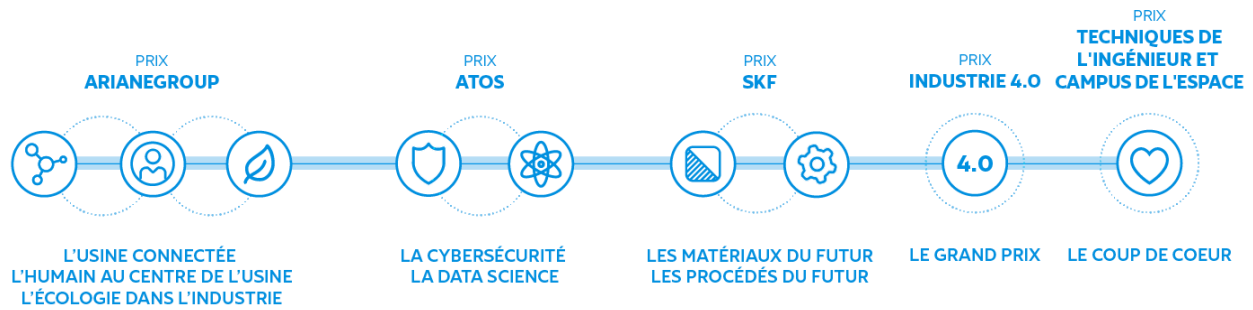 PRIX
ARIANEGROUP
L'USINE CONNECTÉE
L'HUMAIN AU CENTRE DE L'USINE
L'ÉCOLOGIE DANS L'INDUSTRIE
PRIX
ATOS
LA CYBERSÉCURITÉ
LA DATA SCIENCE
PRIX
SKF
LES MATÉRIAUX DU FUTUR
LES PROCÉDÉS DU FUTUR
PRIX
INDUSTRIE 4.0
4.0
LE GRAND PRIX
PRIX
TECHNIQUES DE
L'INGÉNIEUR ET
CAMPUS DE L'ESPACE
LE COUP DE COEUR